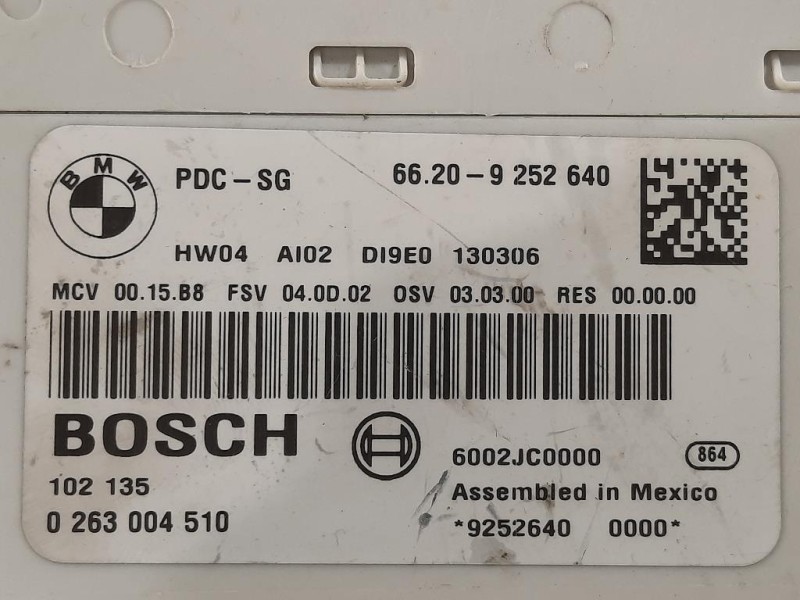 BMW
PDC-SG 66.20-9 252 640
HW04 AI02 DI9E0 130306
MCV 00.15.B8 FSV 04.0D.02 OSV 03.03.00 RES 00.00.00
BOSCH
6002JC0000 864
102 135 Assembled in Mexico
0 263 004 510 *9252640 0000*